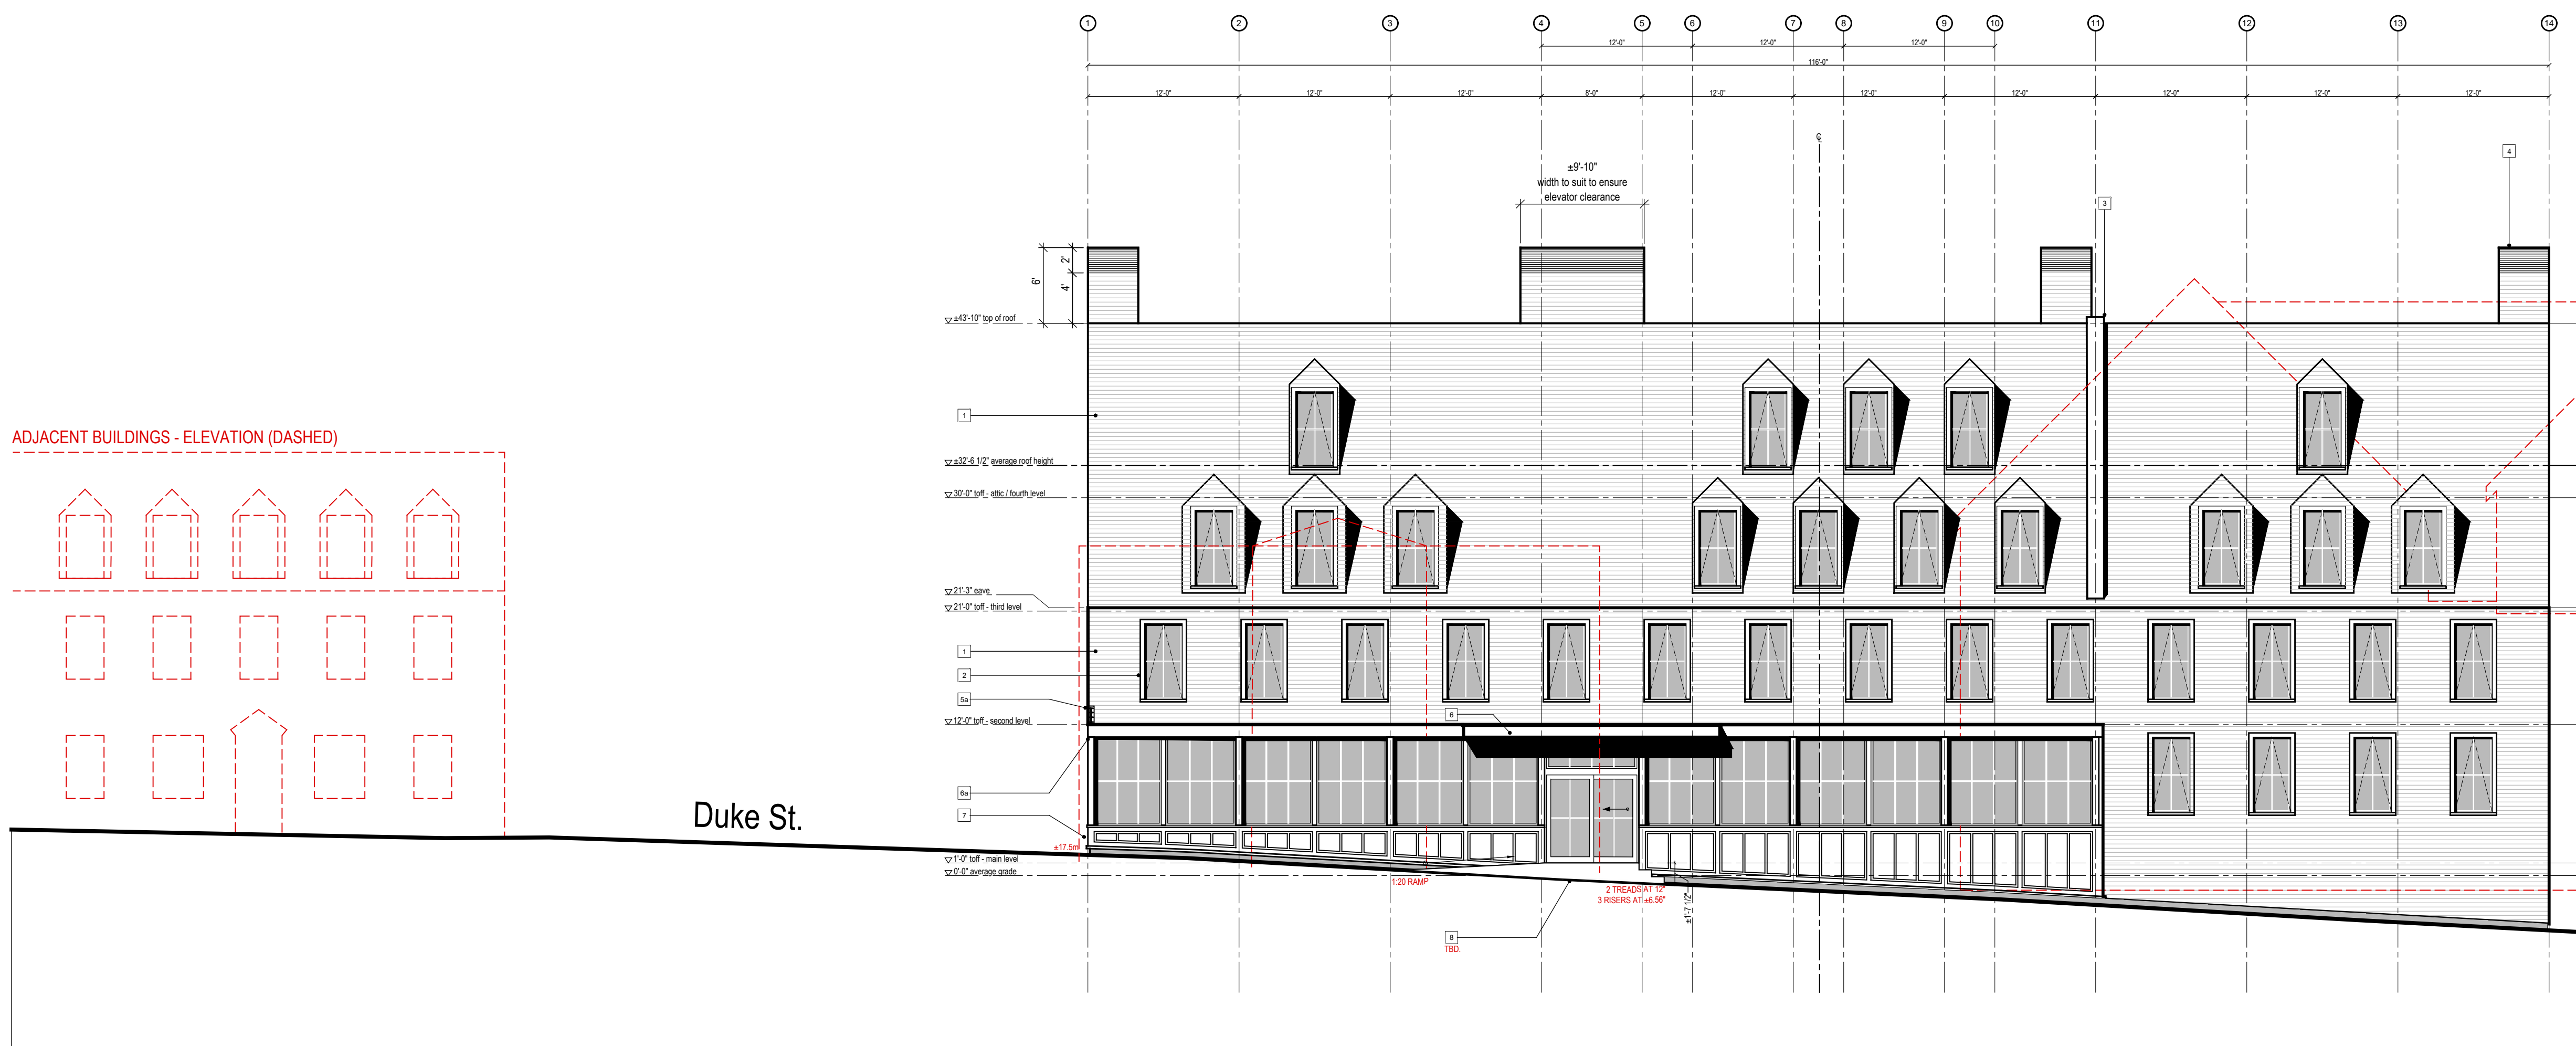 1 2 3 4 5 6 7 8 9 10 11 12 13 14
12'-0" 12'-0" 12'-0"
116'-0"
12'-0" 12'-0" 12'-0" 8'-0" 12'-0" 12'-0" 12'-0" 12'-0" 12'-0" 12'-0"
±9'-10"
width to suit to ensure
elevator clearance
4
3
6'
2'
4'
±43'-10" top of roof
1
ADJACENT BUILDINGS - ELEVATION (DASHED)
±32'-6 1/2" average roof height
30'-0" toff - attic / fourth level
21'-3" eave
21'-0" toff - third level
1
2
5a
12'-0" toff - second level
6
6a
7
Duke St.
±17.5m
1'-0" toff - main level
0'-0" average grade
1:20 RAMP
2 TREADS AT 12"
3 RISERS AT ±6.56"
±1'-7 1/2"
8
TBD.